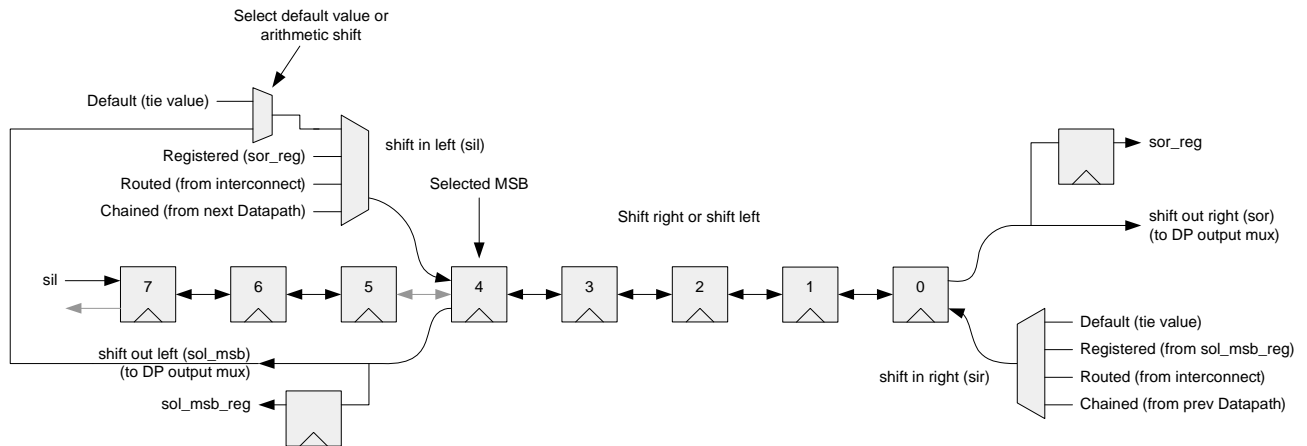 Select default value or
arithmetic shift
Default (tie value)
Registered (sor_reg)
Routed (from interconnect)
Chained (from next Datapath)
shift in left (sil)
Selected MSB
Shift right or shift left
sor_reg
shift out right (sor)
(to DP output mux)
sil
7
6
5
4
3
2
1
0
shift out left (sol_msb)
(to DP output mux)
sol_msb_reg
shift in right (sir)
Default (tie value)
Registered (from sol_msb_reg)
Routed (from interconnect)
Chained (from prev Datapath)